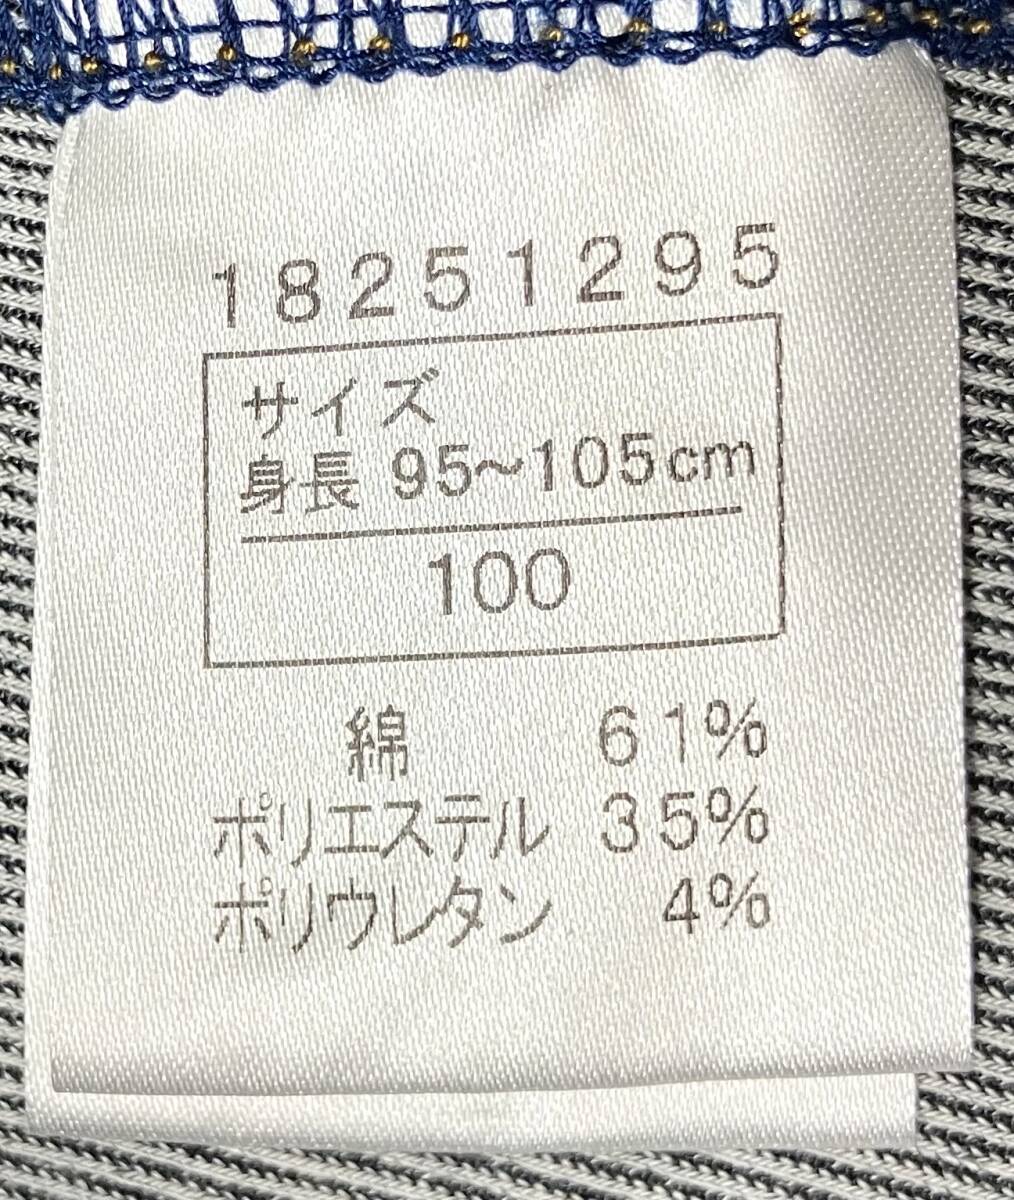 18251295
サイズ
身長 95~105cm
100
綿 61%
ポリエステル 35%
ポリウレタン 4%